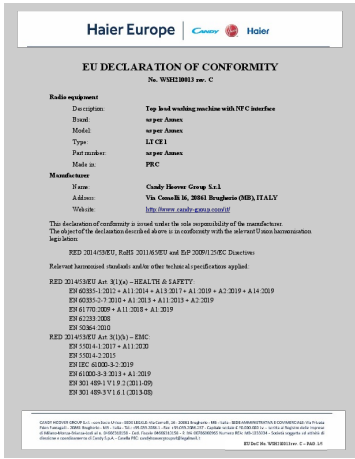 Haier Europe CANDY Haier
EU DECLARATION OF CONFORMITY
No. WSH210013 rev. C
Radio equipment
Description: Top load washing machine with NFC interface
Brand: as per Annex
Model: as per Annex
Type: LTCE1
Part number: as per Annex
Made in: PRC
Manufacturer
Name: Candy Hoover Group S.r.l.
Address: Via Comolli 16, 20861 Brugherio (MB), ITALY
Website: http://www.candy-group.com/it/
This declaration of conformity is issued under the sole responsibility of the manufacturer.
The object of the declaration described above is in conformity with the relevant Union harmonisation
legislation:
RED 2014/53/EU, RoHS 2011/65/EU and ErP 2009/125/EC Directives
Relevant harmonised standards and/or other technical specifications applied:
RED 2014/53/EU Art. 3(1)(a) – HEALTH & SAFETY:
EN 60335-1:2012 + A11:2014 + A13:2017 + A1:2019 + A2:2019 + A14:2019
EN 60335-2-7:2010 + A1:2013 + A11:2013 + A2:2019
EN 61770:2009 + A11:2018 + A1:2019
EN 62233:2008
EN 50364:2010
RED 2014/53/EU Art. 3(1)(b) – EMC:
EN 55014-1:2017 + A11:2020
EN 55014-2:2015
EN IEC 61000-3-2:2019
EN 61000-3-3:2013 + A1:2019
EN 301 489-1 V1.9.2 (2011-09)
EN 301 489-3 V1.6.1 (2013-08)
EU DoC No. WSH210013 rev. C – PAG 1/3